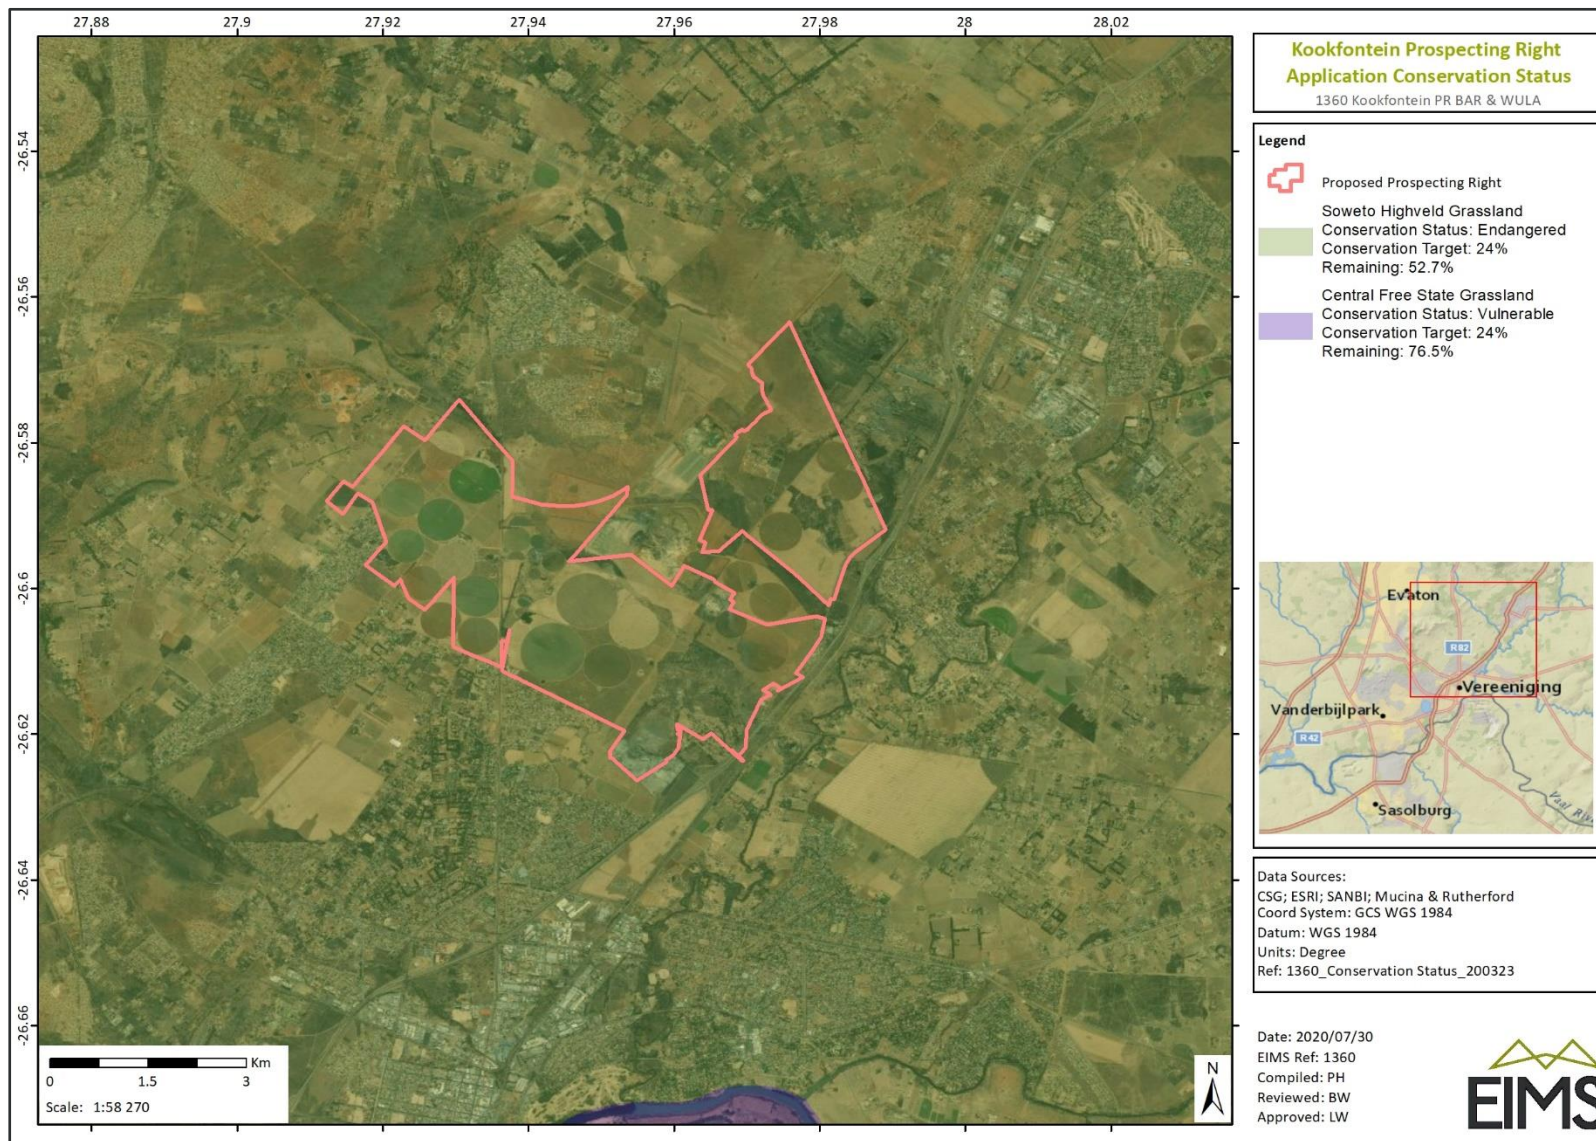 27.88 27.9 27.92 27.94 27.96 27.98 28 28.02
-26.54
-26.56
-26.58
-26.6
-26.62
-26.64
-26.66
Km
0 1.5 3
Scale: 1:58 270
N
Kookfontein Prospecting Right
Application Conservation Status
1360 Kookfontein PR BAR & WULA
Legend
Proposed Prospecting Right
Soweto Highveld Grassland
Conservation Status: Endangered
Conservation Target: 24%
Remaining: 52.7%
Central Free State Grassland
Conservation Status: Vulnerable
Conservation Target: 24%
Remaining: 76.5%
Evaton
R82
Vereeniging
Vanderbijlpark
R42
Sasolburg
Vaal Riv
Data Sources:
CSG; ESRI; SANBI; Mucina & Rutherford
Coord System: GCS WGS 1984
Datum: WGS 1984
Units: Degree
Ref: 1360_Conservation Status_200323
Date: 2020/07/30
EIMS Ref: 1360
Compiled: PH
Reviewed: BW
Approved: LW
EIMS